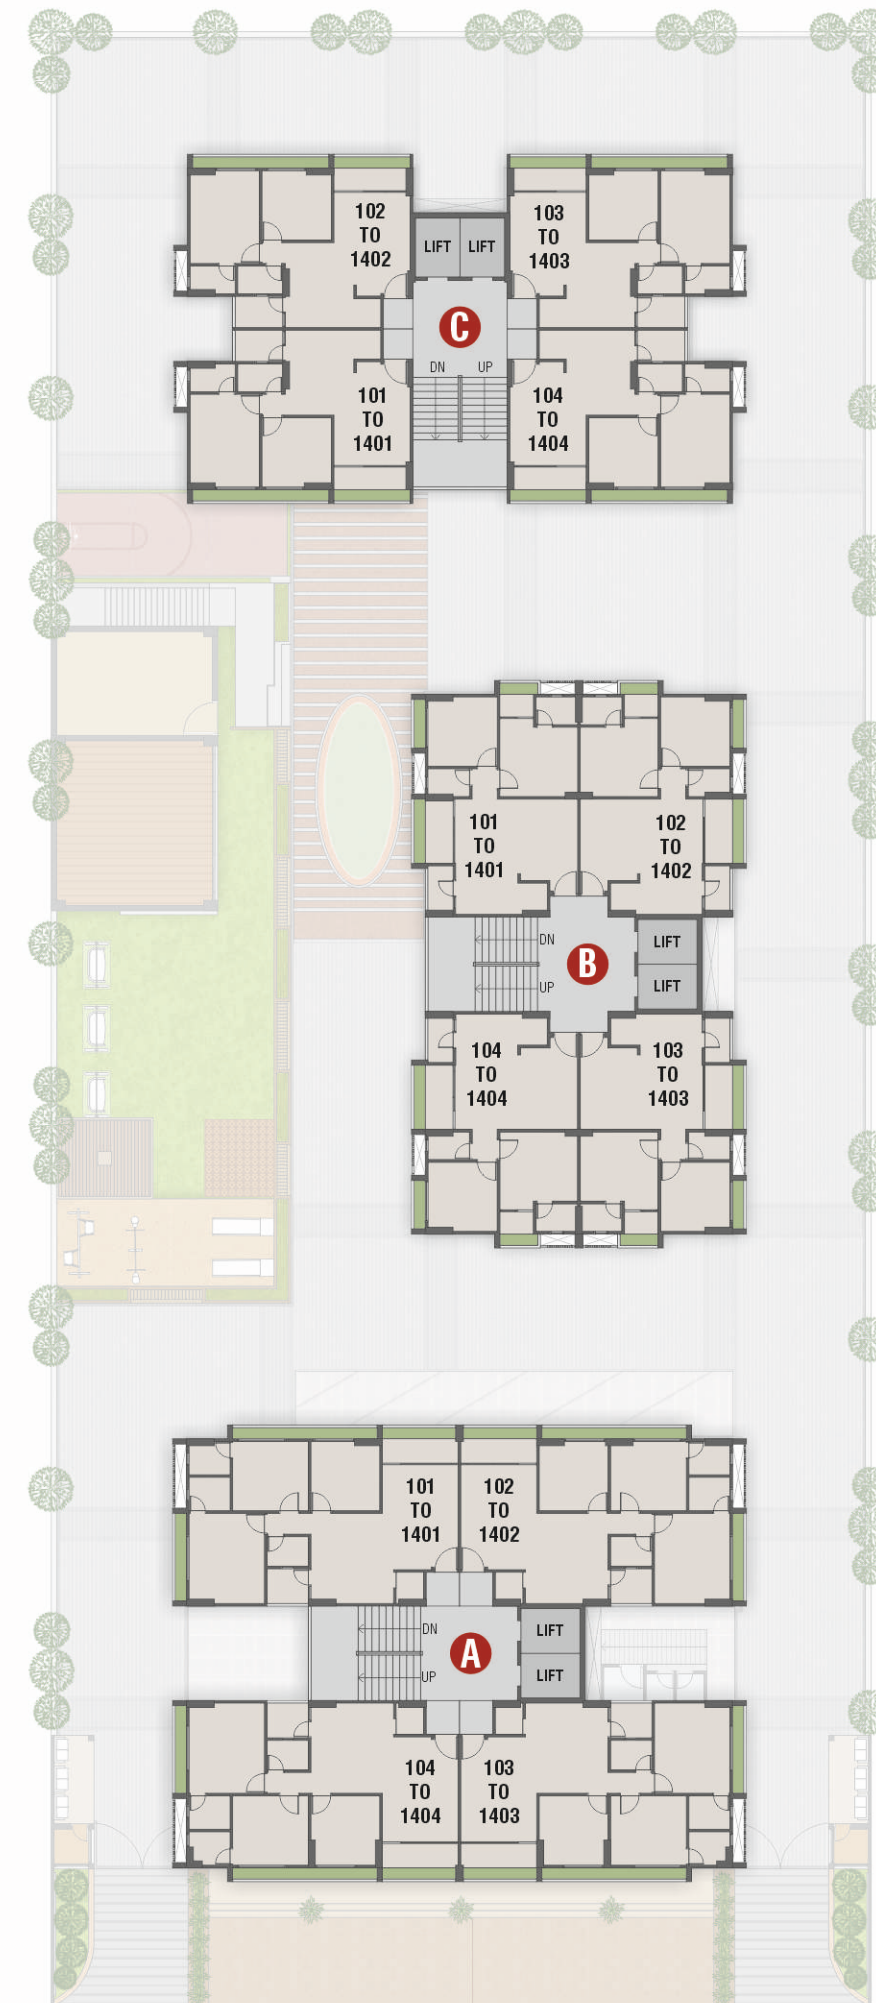 102
TO
1402
LIFT
LIFT
103
TO
1403
C
DN
UP
101
TO
1401
104
TO
1404
101
TO
1401
102
TO
1402
DN
UP
B
LIFT
LIFT
104
TO
1404
103
TO
1403
101
TO
1401
102
TO
1402
DN
UP
A
LIFT
LIFT
104
TO
1404
103
TO
1403